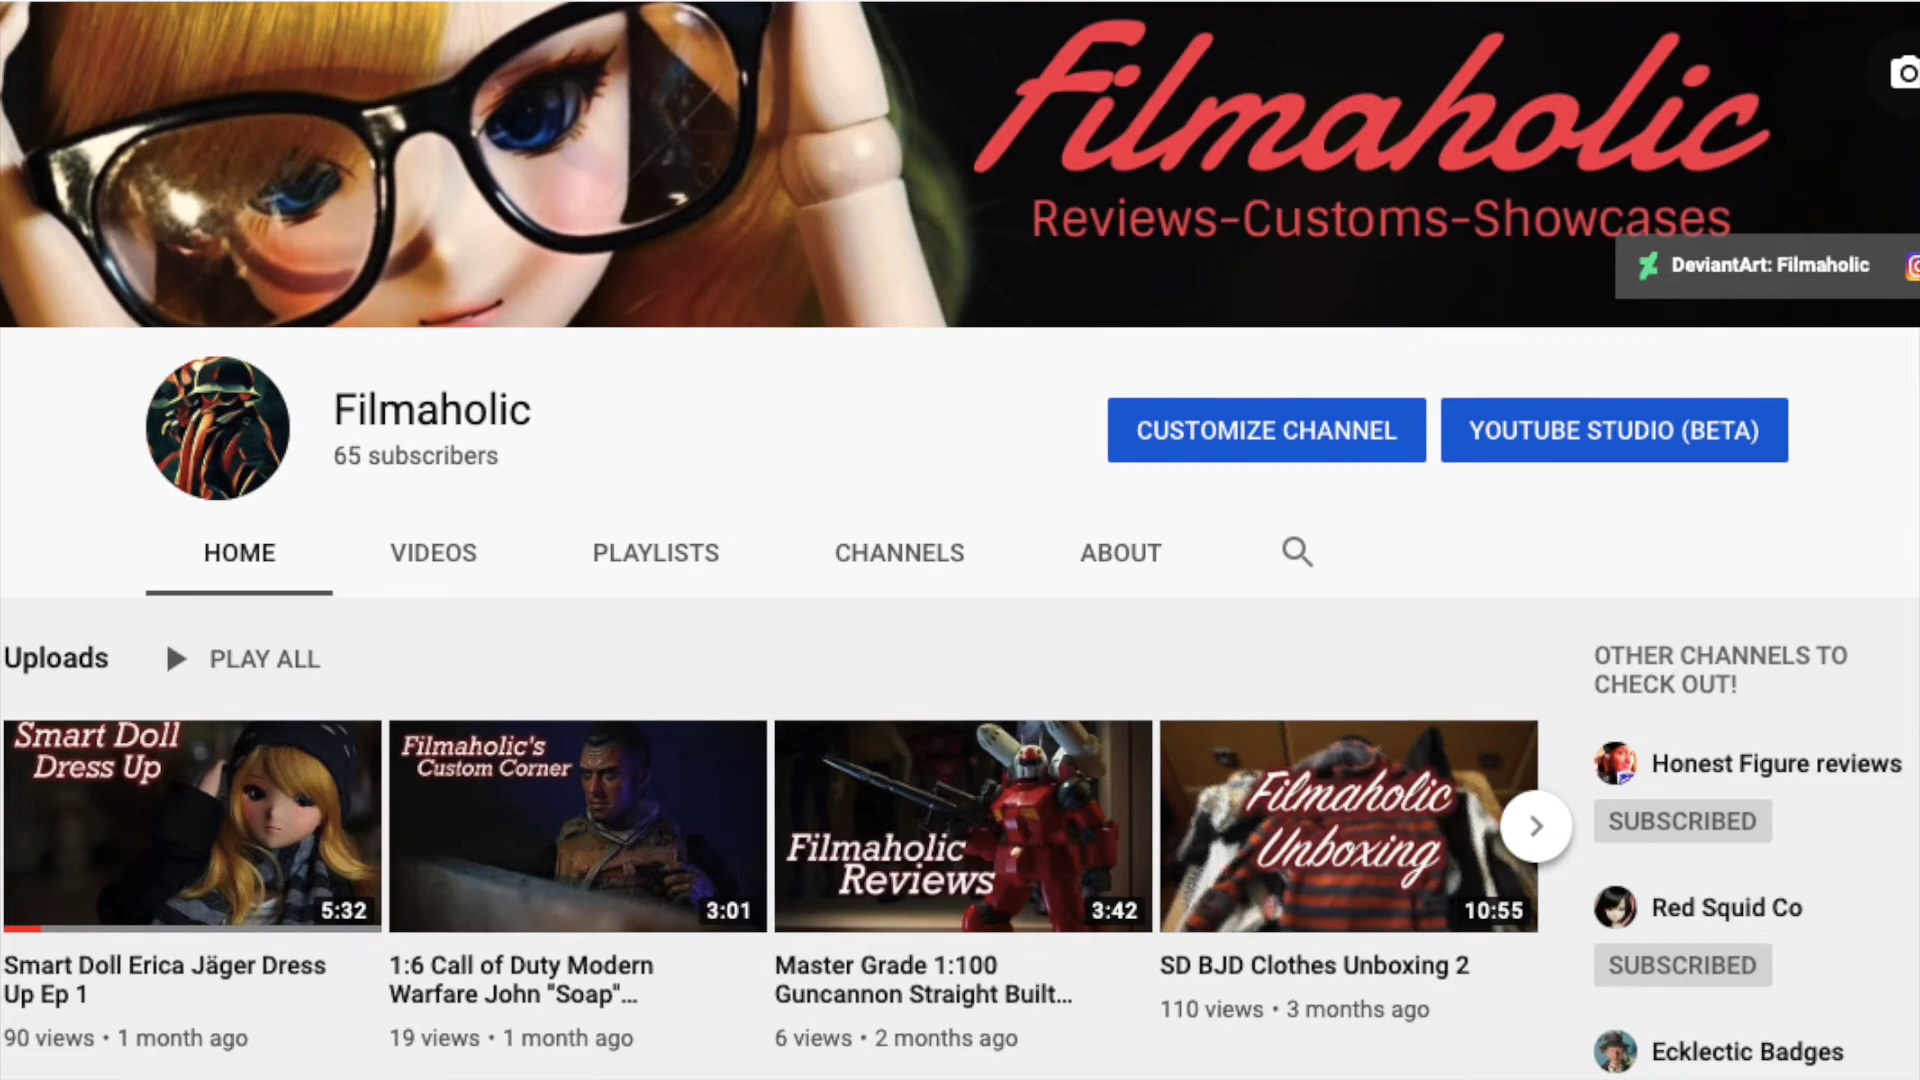 Filmaholic
Reviews-Customs-Showcases
DeviantArt: Filmaholic
Filmaholic
65 subscribers
CUSTOMIZE CHANNEL
YOUTUBE STUDIO (BETA)
HOME
VIDEOS
PLAYLISTS
CHANNELS
ABOUT
Uploads
PLAY ALL
Smart Doll
Dress Up
5:32
Smart Doll Erica Jäger Dress
Up Ep 1
90 views • 1 month ago
Filmaholic's
Custom Corner
3:01
1:6 Call of Duty Modern
Warfare John "Soap"...
19 views • 1 month ago
Filmaholic
Reviews
3:42
Master Grade 1:100
Guncannon Straight Built...
6 views • 2 months ago
Filmaholic
Unboxing
10:55
SD BJD Clothes Unboxing 2
110 views • 3 months ago
OTHER CHANNELS TO
CHECK OUT!
Honest Figure reviews
SUBSCRIBED
Red Squid Co
SUBSCRIBED
Ecklectic Badges